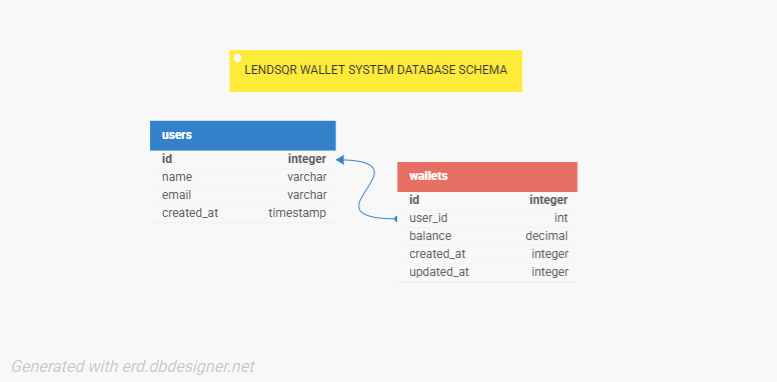 LENDSQR WALLET SYSTEM DATABASE SCHEMA
users
id integer
name varchar
email varchar
created_at timestamp
wallets
id integer
user_id int
balance decimal
created_at integer
updated_at integer
Generated with erd.dbdesigner.net